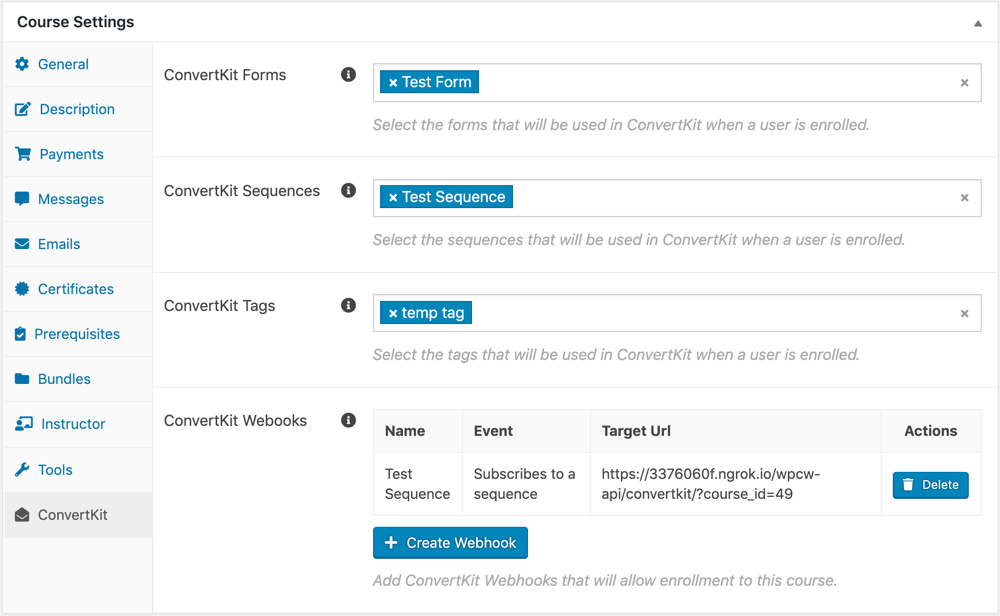 Course Settings
General
Description
Payments
Messages
Emails
Certificates
Prerequisites
Bundles
Instructor
Tools
ConvertKit
ConvertKit Forms
× Test Form
×
Select the forms that will be used in ConvertKit when a user is enrolled.
ConvertKit Sequences
× Test Sequence
×
Select the sequences that will be used in ConvertKit when a user is enrolled.
ConvertKit Tags
× temp tag
×
Select the tags that will be used in ConvertKit when a user is enrolled.
ConvertKit Webooks
Name Event Target Url Actions
Test Subscribes to a https://3376060f.ngrok.io/wpcw-
Sequence sequence api/convertkit/?course_id=49
Delete
+ Create Webhook
Add ConvertKit Webhooks that will allow enrollment to this course.